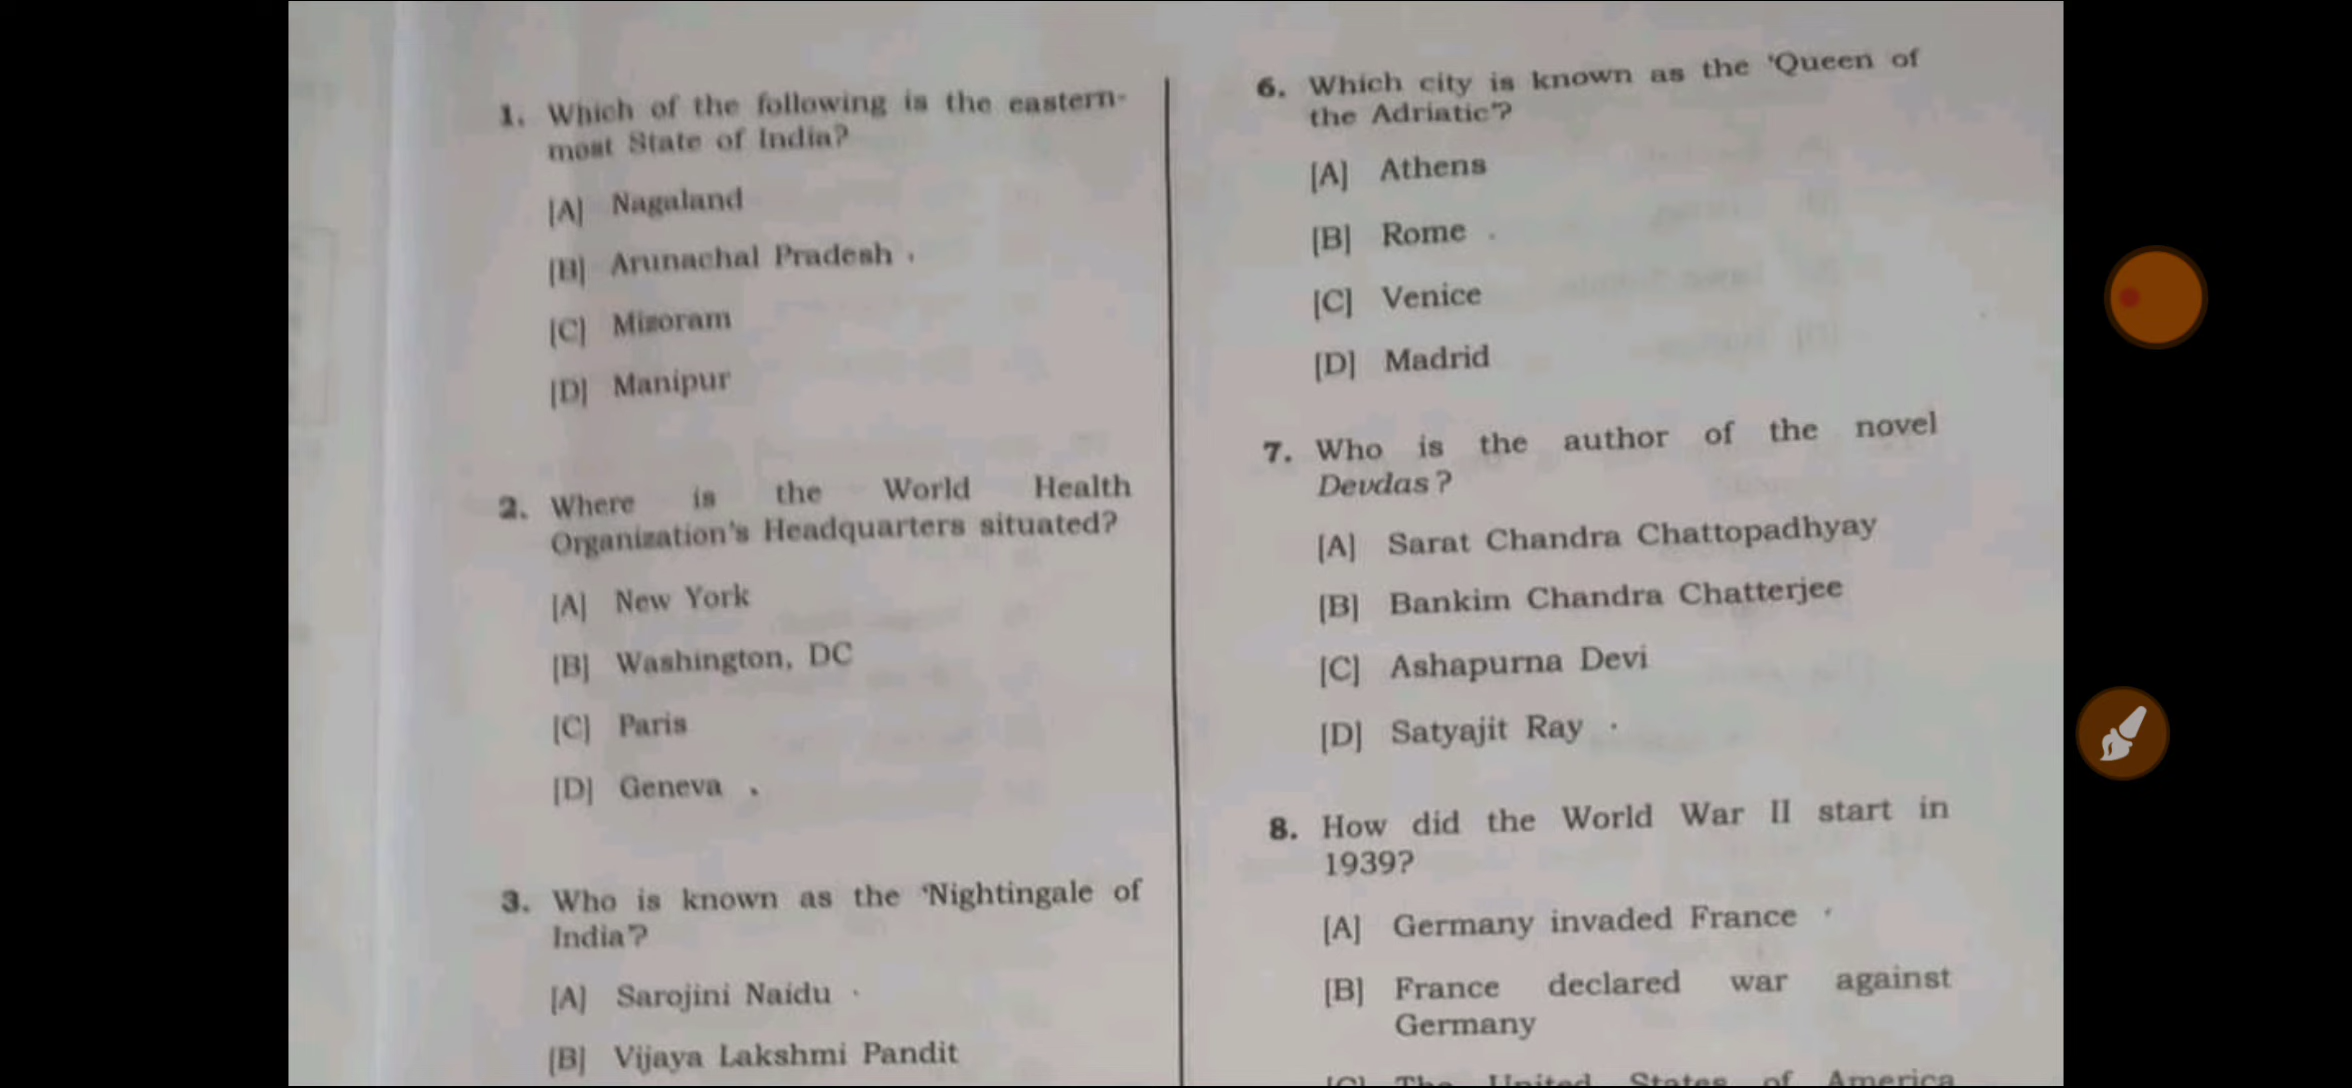 1. Which of the following is the eastern-
most State of India?
[A] Nagaland
[B] Arunachal Pradesh
[C] Mizoram
[D] Manipur
2. Where is the World Health
Organization's Headquarters situated?
[A] New York
[B] Washington, DC
[C] Paris
[D] Geneva
3. Who is known as the 'Nightingale of
India'?
[A] Sarojini Naidu
[B] Vijaya Lakshmi Pandit
6. Which city is known as the 'Queen of
the Adriatic'?
[A] Athens
[B] Rome
[C] Venice
[D] Madrid
7. Who is the author of the novel
Devdas?
[A] Sarat Chandra Chattopadhyay
[B] Bankim Chandra Chatterjee
[C] Ashapurna Devi
[D] Satyajit Ray
8. How did the World War II start in
1939?
[A] Germany invaded France
[B] France declared war against
Germany
[C] The United States of America